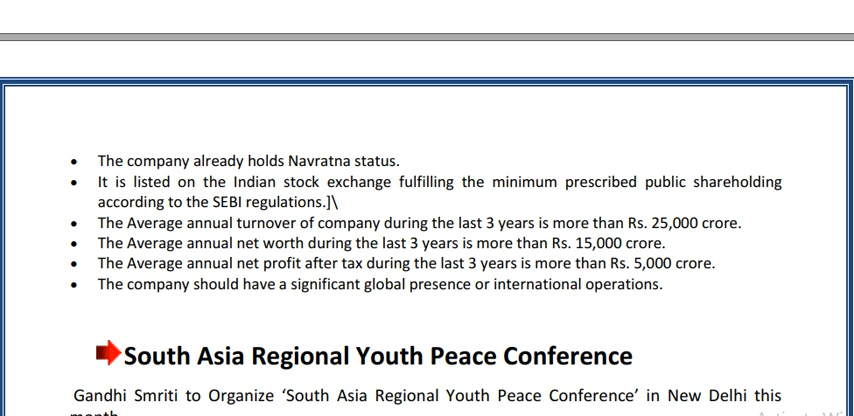 • The company already holds Navratna status.
• It is listed on the Indian stock exchange fulfilling the minimum prescribed public shareholding
according to the SEBI regulations.]\
• The Average annual turnover of company during the last 3 years is more than Rs. 25,000 crore.
• The Average annual net worth during the last 3 years is more than Rs. 15,000 crore.
• The Average annual net profit after tax during the last 3 years is more than Rs. 5,000 crore.
• The company should have a significant global presence or international operations.
South Asia Regional Youth Peace Conference
Gandhi Smriti to Organize ‘South Asia Regional Youth Peace Conference’ in New Delhi this
month